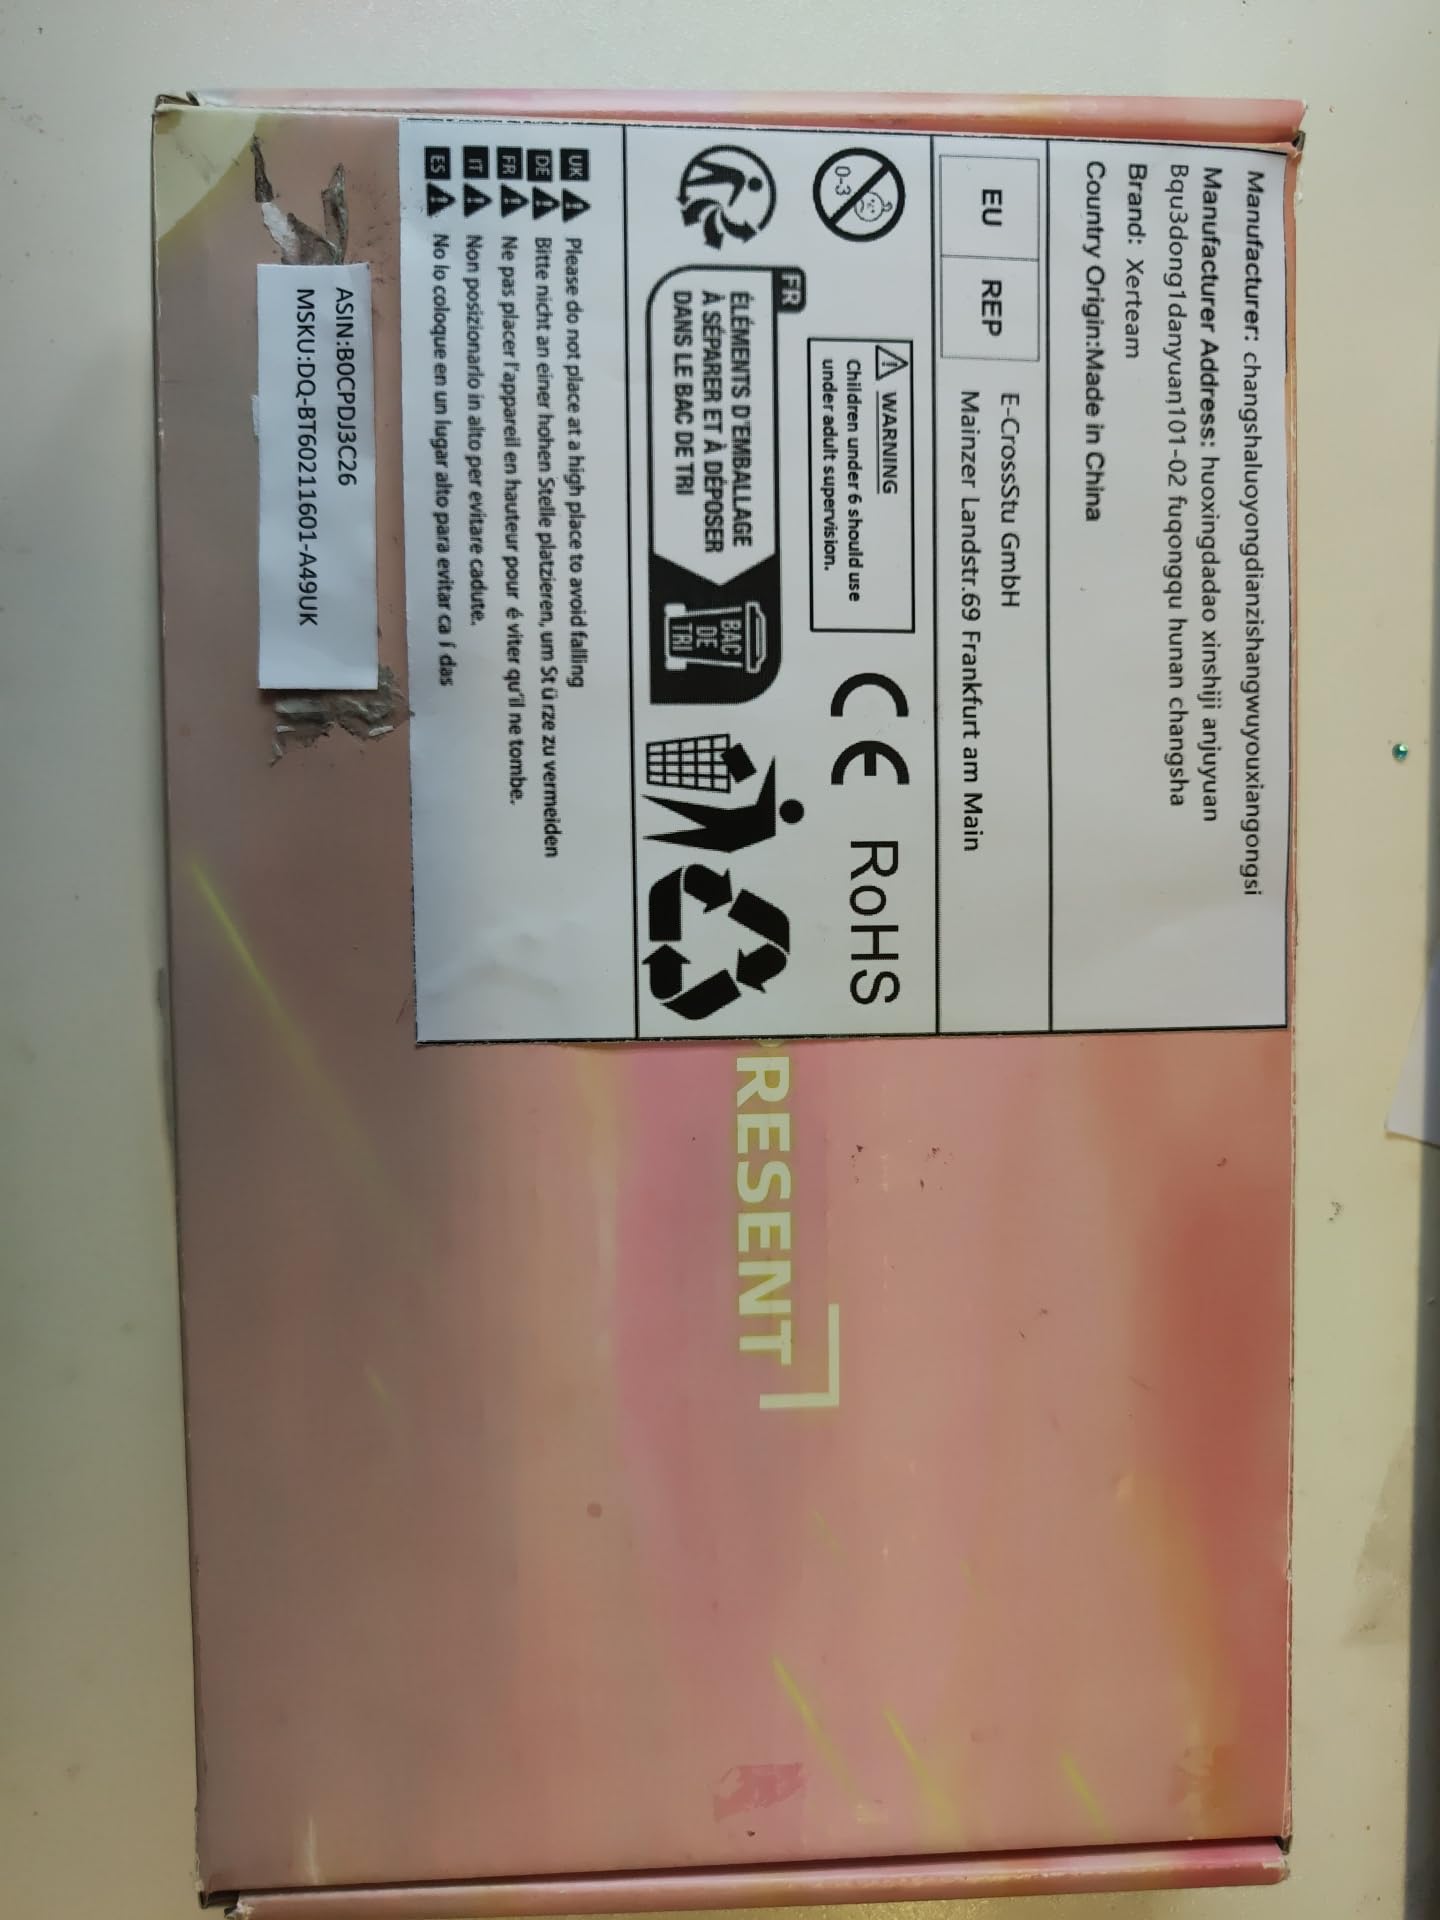 Manufacturer: changshaluoyongdianzishangwuyouxiangongsi
Manufacturer Address: huoxingdadao xinshiji anjuyuan
Bqu3dong1danyuan101-02 fuqongqu hunan changsha
Brand: Xerteam
Country Origin:Made in China
EU REP
E-CrossStu GmbH
Mainzer Landstr.69 Frankfurt am Main
0-3
WARNING
Children under 6 should use
under adult supervision.
CE RoHS
FR
ÉLÉMENTS D'EMBALLAGE
À SÉPARER ET À DÉPOSER
DANS LE BAC DE TRI
BAC
DE
TRI
UK Please do not place at a high place to avoid falling
DE Bitte nicht an einer hohen Stelle platzieren, um St ü rze zu vermeiden
FR Ne pas placer l'appareil en hauteur pour é viter qu'il ne tombe.
IT Non posizionarlo in alto per evitare cadute.
ES No lo coloque en un lugar alto para evitar ca í das
RESENT
ASIN:B0CPDJ3C26
MSKU:DQ-BT60211601-A49UK